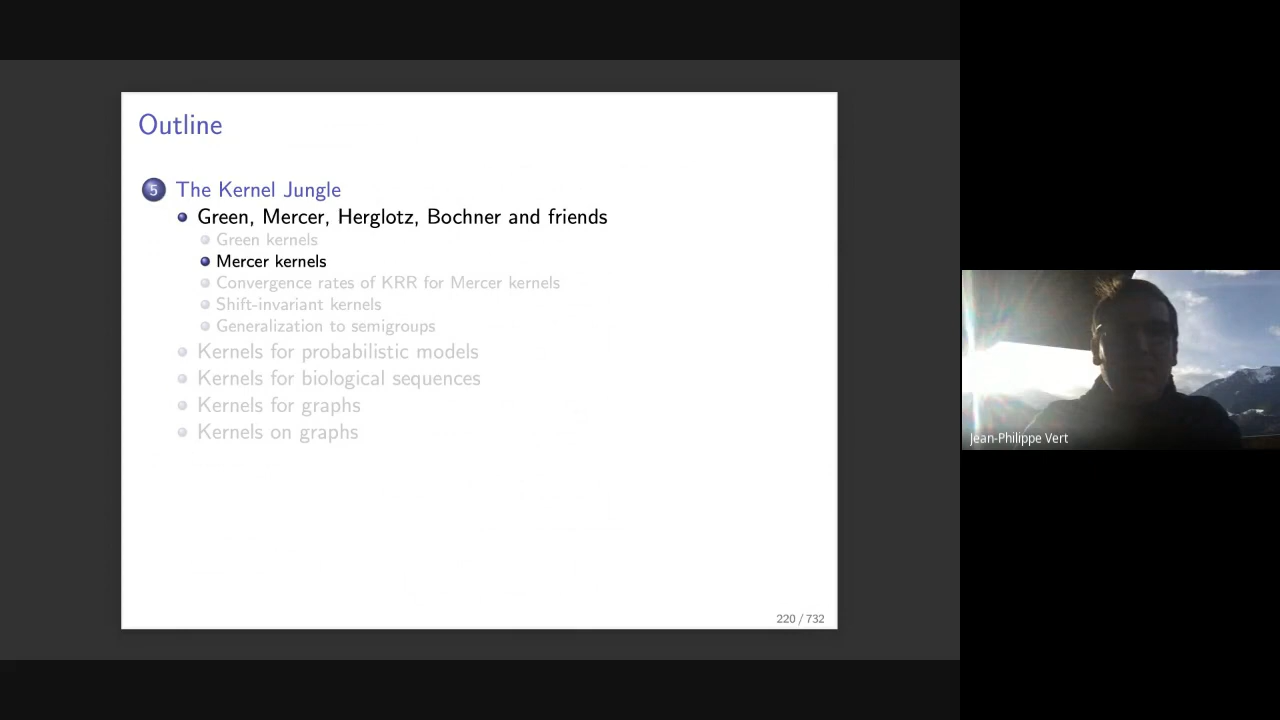 Outline
5 The Kernel Jungle
Green, Mercer, Herglotz, Bochner and friends
Green kernels
Mercer kernels
Convergence rates of KRR for Mercer kernels
Shift-invariant kernels
Generalization to semigroups
Kernels for probabilistic models
Kernels for biological sequences
Kernels for graphs
Kernels on graphs
220 / 732
Jean-Philippe Vert